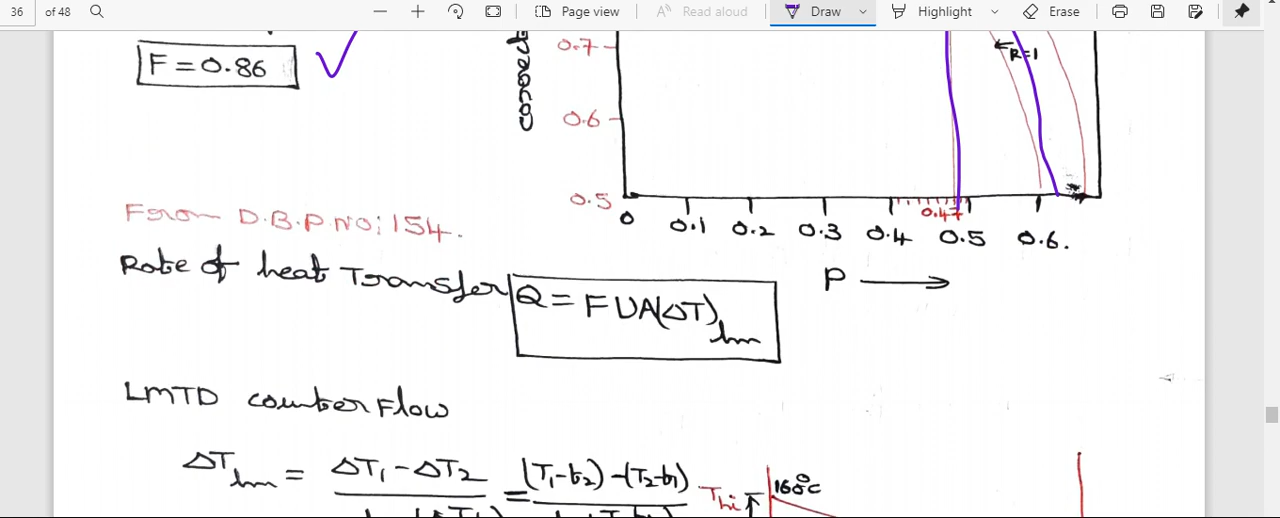 36 of 48 Page view Read aloud Draw Highlight Erase
F = 0.86
correct
0.7
R=1
0.6
0.5
0 0.1 0.2 0.3 0.4 0.47 0.5 0.6.
P
From D.B.P.NO; 154.
Rate of heat Transfer Q = FUA(ΔT)lm
LMTD counter Flow
ΔTlm = ΔT1 - ΔT2 = (T1-t2) - (T2-t1)
Thi
160°C